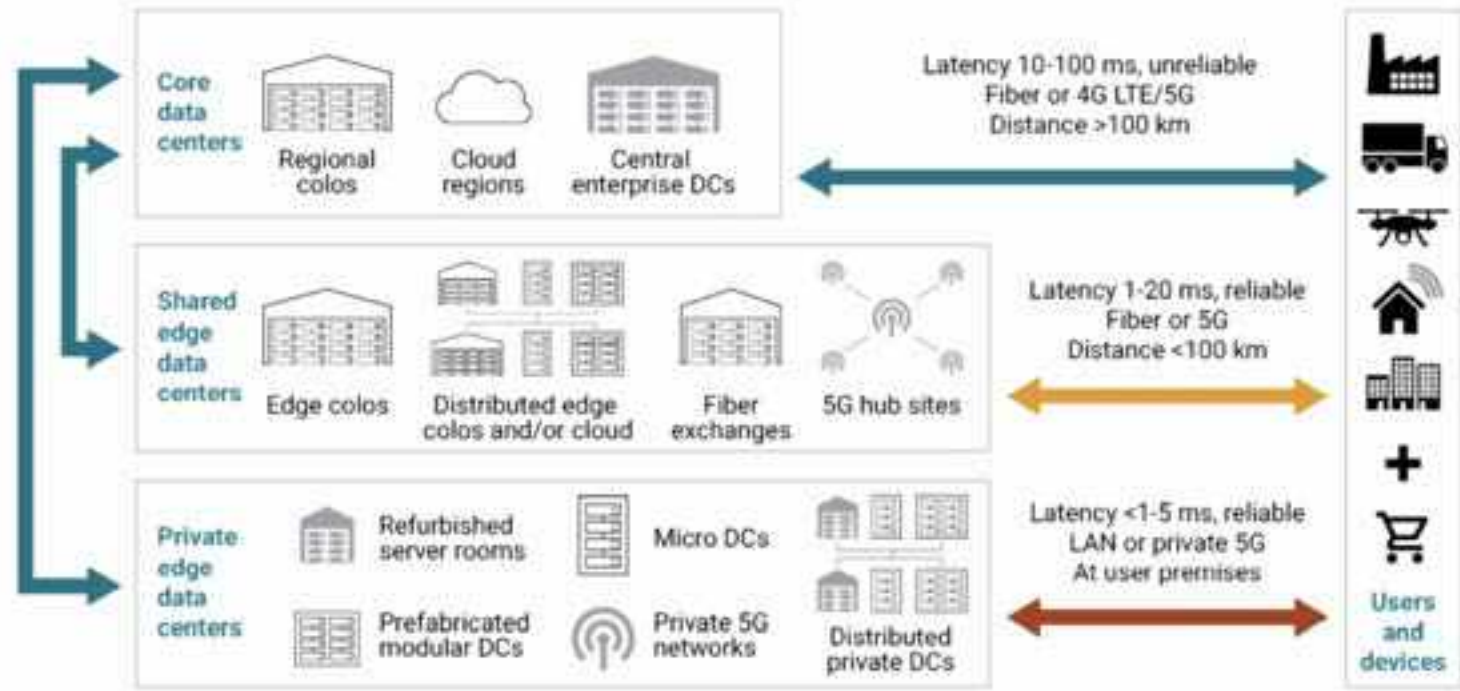 Core
data
centers
Regional
colos
Cloud
regions
Central
enterprise DCs
Latency 10-100 ms, unreliable
Fiber or 4G LTE/5G
Distance >100 km
Shared
edge
data
centers
Edge colos
Distributed edge
colos and/or cloud
Fiber
exchanges
5G hub sites
Latency 1-20 ms, reliable
Fiber or 5G
Distance <100 km
Private
edge
data
centers
Refurbished
server rooms
Micro DCs
Prefabricated
modular DCs
Private 5G
networks
Distributed
private DCs
Latency <1-5 ms, reliable
LAN or private 5G
At user premises
Users
and
devices